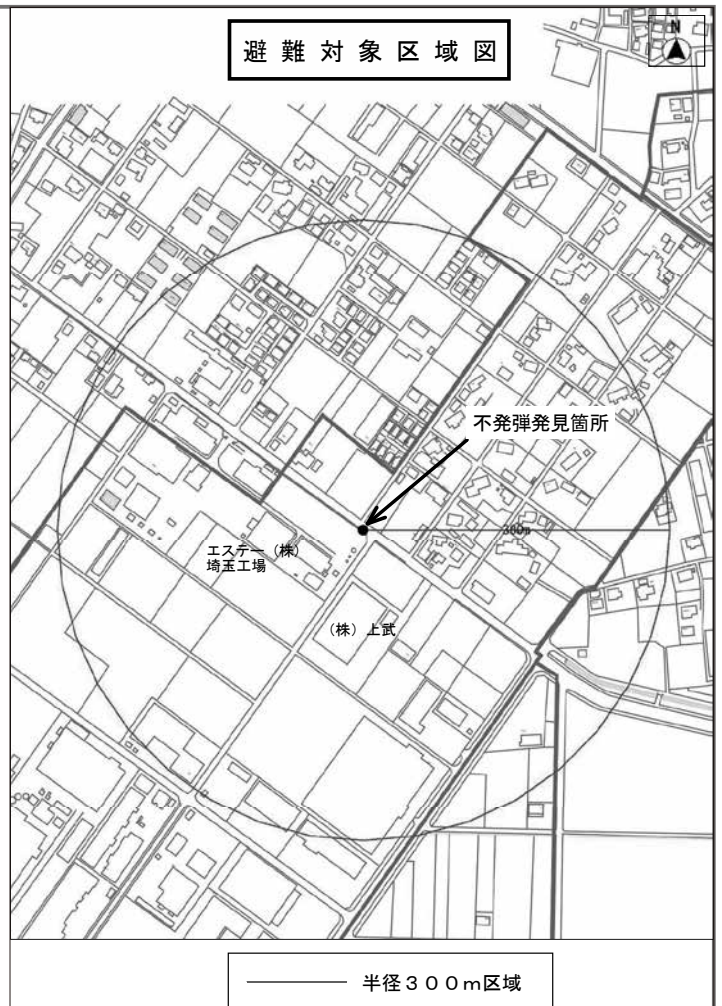 避難対象区域図
N
不発弾発見箇所
300m
エステー（株）
埼玉工場
（株）上武
半径３００ｍ区域